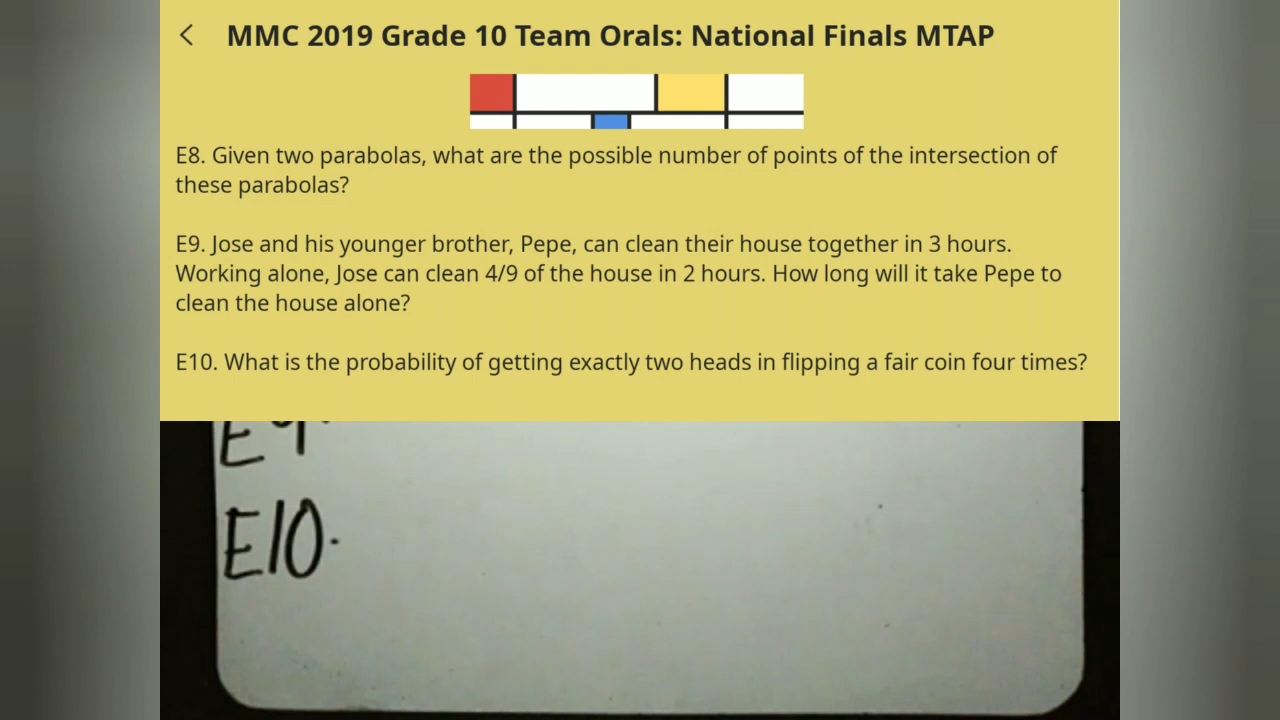 MMC 2019 Grade 10 Team Orals: National Finals MTAP
E8. Given two parabolas, what are the possible number of points of the intersection of
these parabolas?
E9. Jose and his younger brother, Pepe, can clean their house together in 3 hours.
Working alone, Jose can clean 4/9 of the house in 2 hours. How long will it take Pepe to
clean the house alone?
E10. What is the probability of getting exactly two heads in flipping a fair coin four times?
E9.
E10.